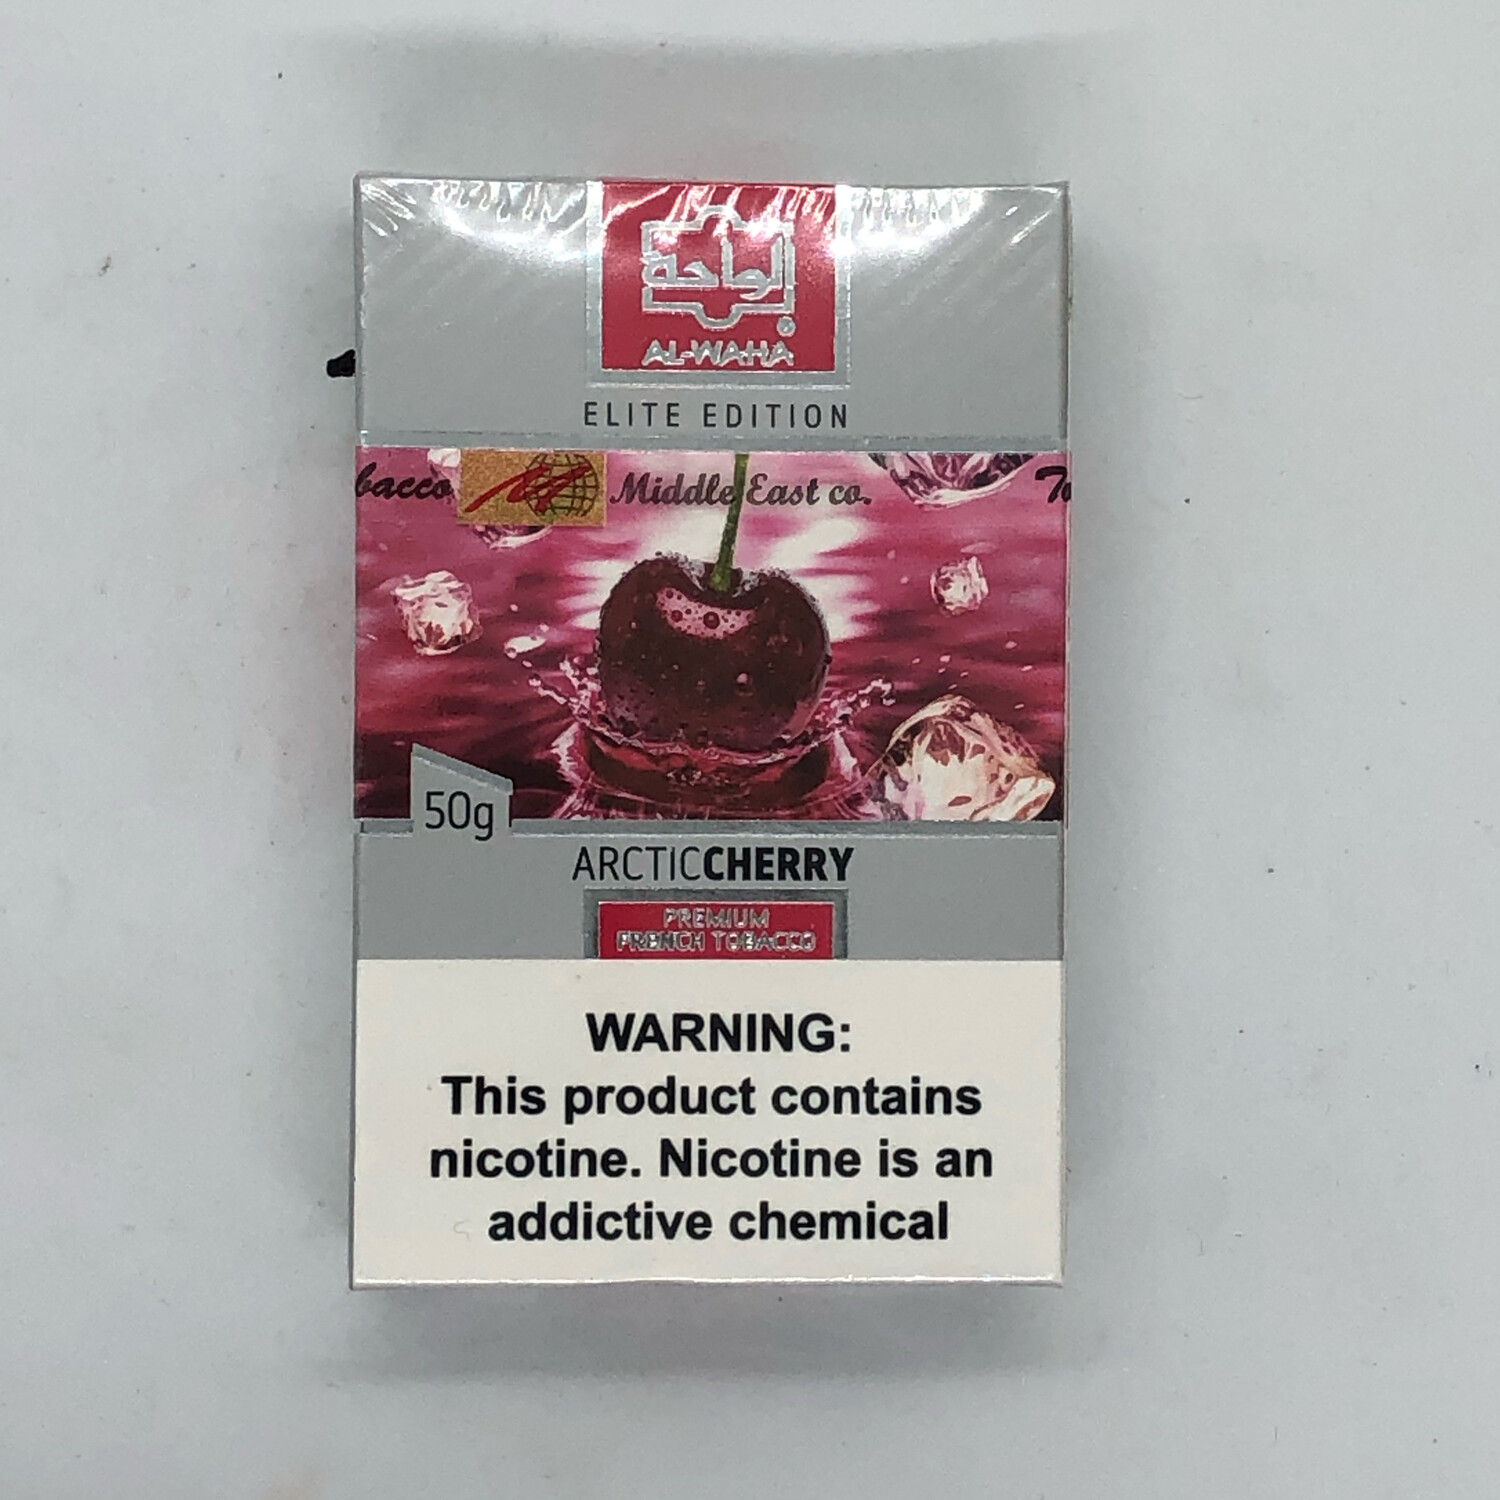 الواحة
AL-WAHA
ELITE EDITION
bacco Middle East co. To
50g
ARCTICCHERRY
PREMIUM
FRENCH TOBACCO
WARNING:
This product contains
nicotine. Nicotine is an
addictive chemical